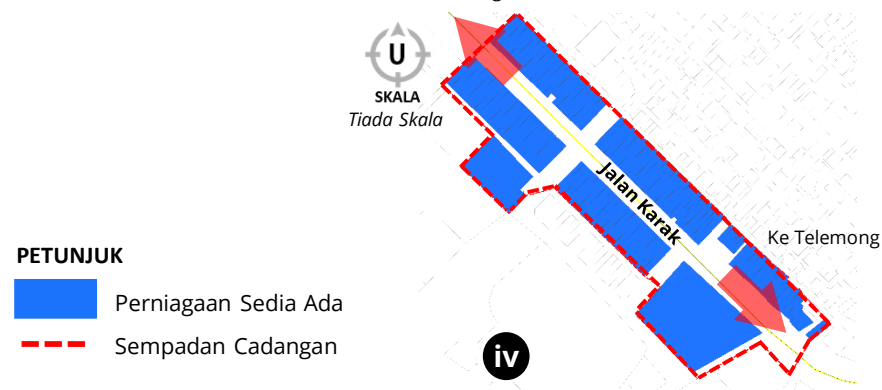 U
SKALA
Tiada Skala
Jalan Karak
Ke Telemong
PETUNJUK
Perniagaan Sedia Ada
Sempadan Cadangan
iv